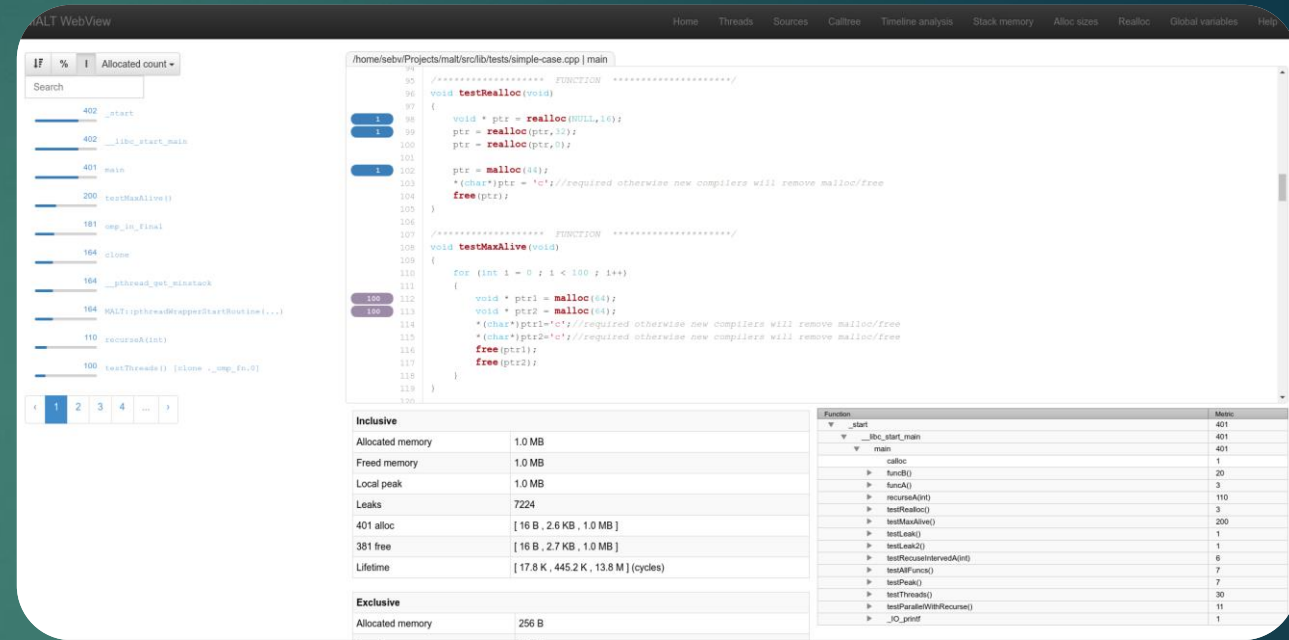 MALT WebView
Home Threads Sources Calltree Timeline analysis Stack memory Alloc sizes Realloc Global variables Help
% I Allocated count
Search
402 _start
402 __libc_start_main
401 main
200 testMaxAlive()
181 omp_in_final
164 clone
164 __pthread_get_minstack
164 MALT::pthreadWrapperStartRoutine(...)
110 recurseA(int)
100 testThreads() [clone ._omp_fn.0]
‹ 1 2 3 4 ... ›
/home/sebv/Projects/malt/src/lib/tests/simple-case.cpp | main
94
95 /******************* FUNCTION *********************/
96 void testRealloc(void)
97 {
1 98 void * ptr = realloc(NULL,16);
1 99 ptr = realloc(ptr,32);
100 ptr = realloc(ptr,0);
101
1 102 ptr = malloc(44);
103 *(char*)ptr = 'c';//required otherwise new compilers will remove malloc/free
104 free(ptr);
105 }
106
107 /******************* FUNCTION *********************/
108 void testMaxAlive(void)
109 {
110 for (int i = 0 ; i < 100 ; i++)
111 {
100 112 void * ptr1 = malloc(64);
100 113 void * ptr2 = malloc(64);
114 *(char*)ptr1='c';//required otherwise new compilers will remove malloc/free
115 *(char*)ptr2='c';//required otherwise new compilers will remove malloc/free
116 free(ptr1);
117 free(ptr2);
118 }
119 }
120
Inclusive
Allocated memory 1.0 MB
Freed memory 1.0 MB
Local peak 1.0 MB
Leaks 7224
401 alloc [ 16 B , 2.6 KB , 1.0 MB ]
381 free [ 16 B , 2.7 KB , 1.0 MB ]
Lifetime [ 17.8 K , 445.2 K , 13.8 M ] (cycles)
Exclusive
Allocated memory 256 B
Function Metric
_start 401
__libc_start_main 401
main 401
calloc 1
funcB() 20
funcA() 3
recurseA(int) 110
testRealloc() 3
testMaxAlive() 200
testLeak() 1
testLeak2() 1
testRecuseIntervedA(int) 6
testAllFuncs() 7
testPeak() 7
testThreads() 30
testParallelWithRecurse() 11
_IO_printf 1